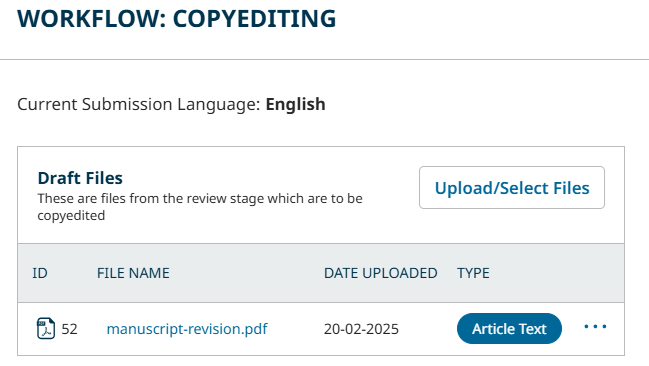 WORKFLOW: COPYEDITING
Current Submission Language: English
Draft Files
These are files from the review stage which are to be
copyedited
Upload/Select Files
ID FILE NAME DATE UPLOADED TYPE
52 manuscript-revision.pdf 20-02-2025 Article Text